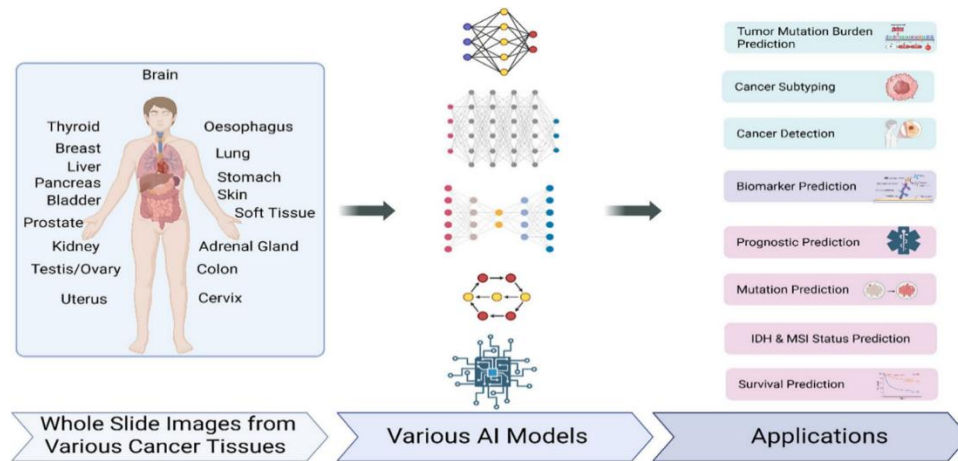 Brain
Thyroid
Breast
Liver
Pancreas
Bladder
Prostate
Kidney
Testis/Ovary
Uterus
Oesophagus
Lung
Stomach
Skin
Soft Tissue
Adrenal Gland
Colon
Cervix
Tumor Mutation Burden
Prediction
Cancer Subtyping
Cancer Detection
Biomarker Prediction
Prognostic Prediction
Mutation Prediction
IDH & MSI Status Prediction
Survival Prediction
Whole Slide Images from
Various Cancer Tissues
Various AI Models
Applications